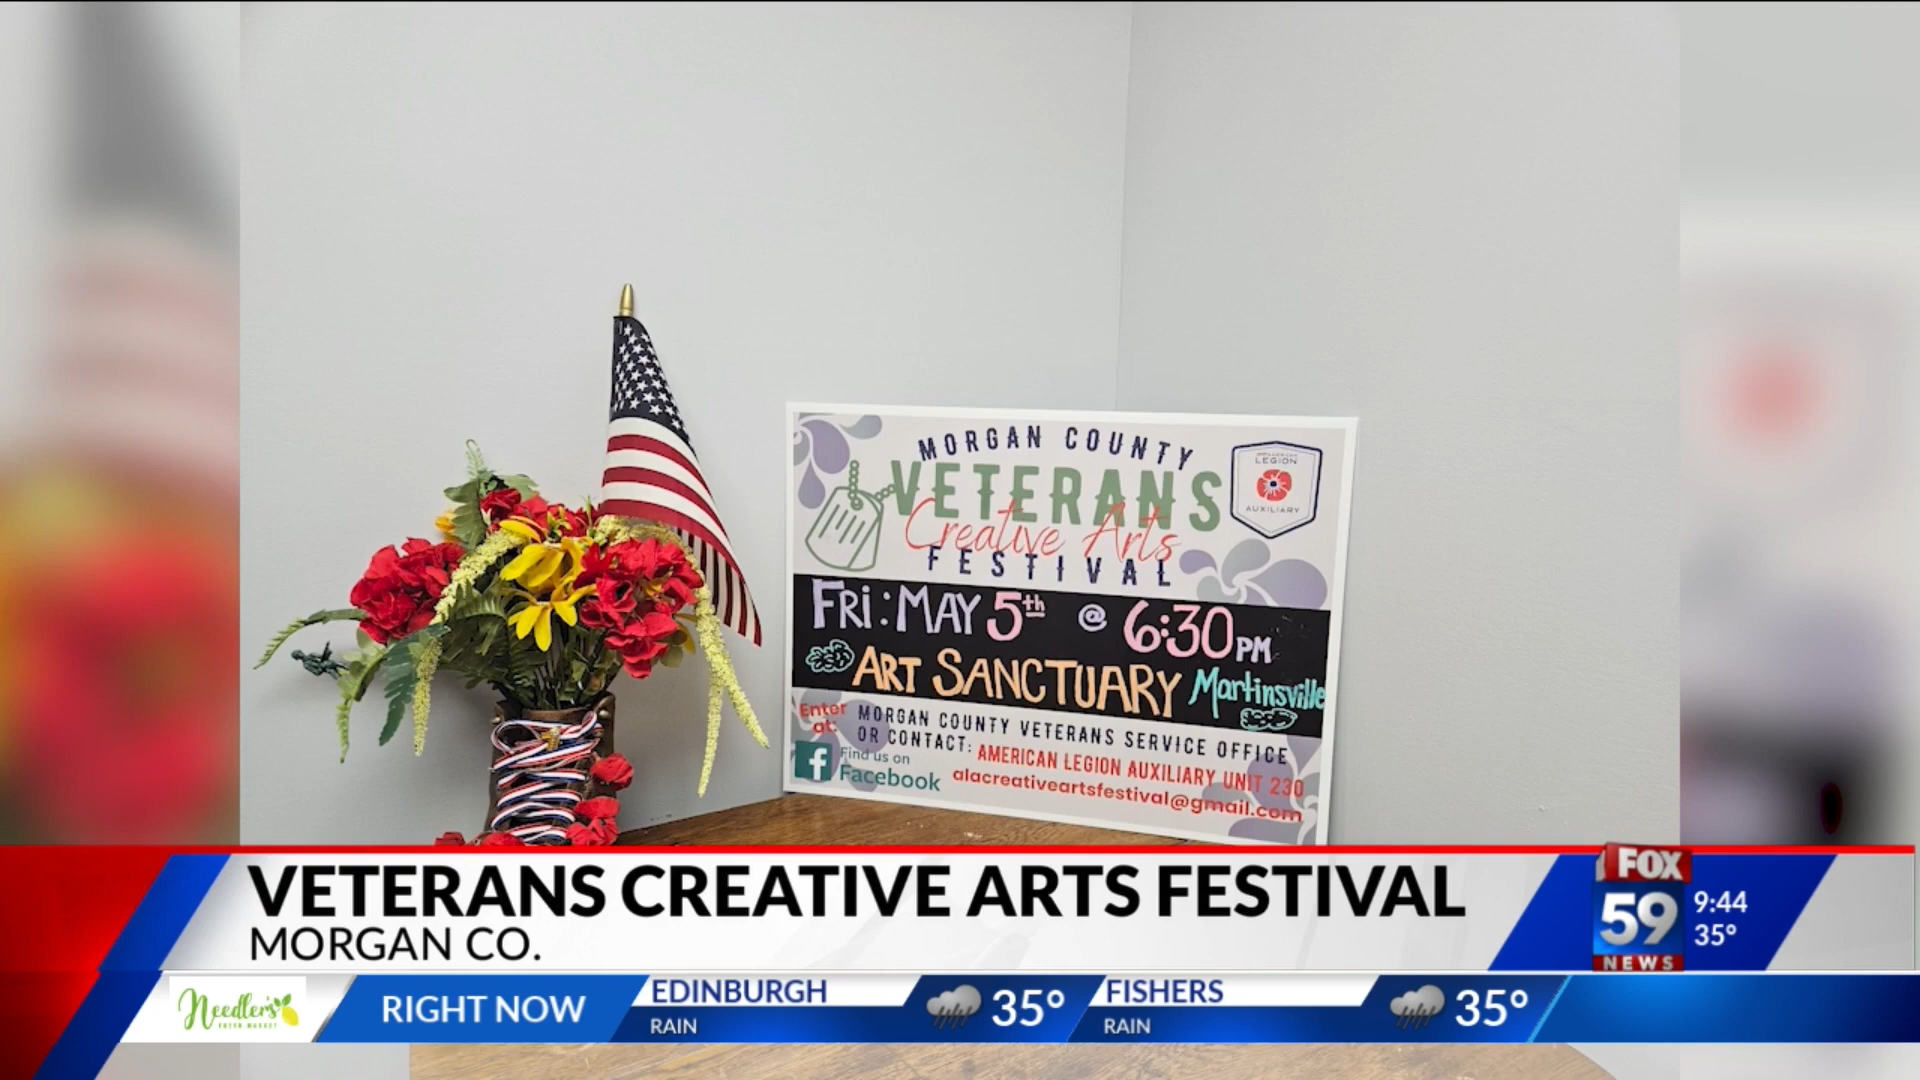 MORGAN COUNTY
VETERANS
Creative Arts
FESTIVAL
LEGION
AUXILIARY
FRi: MAY 5th @ 6:30PM
ART SANCTUARY Martinsville
Enter at: MORGAN COUNTY VETERANS SERVICE OFFICE
OR CONTACT: AMERICAN LEGION AUXILIARY UNIT 230
f Find us on Facebook
alacreativeartsfestival@gmail.com
VETERANS CREATIVE ARTS FESTIVAL
MORGAN CO.
FOX
59
NEWS
9:44
35°
Needler's
FRESH MARKET
RIGHT NOW
EDINBURGH
RAIN
35°
FISHERS
RAIN
35°